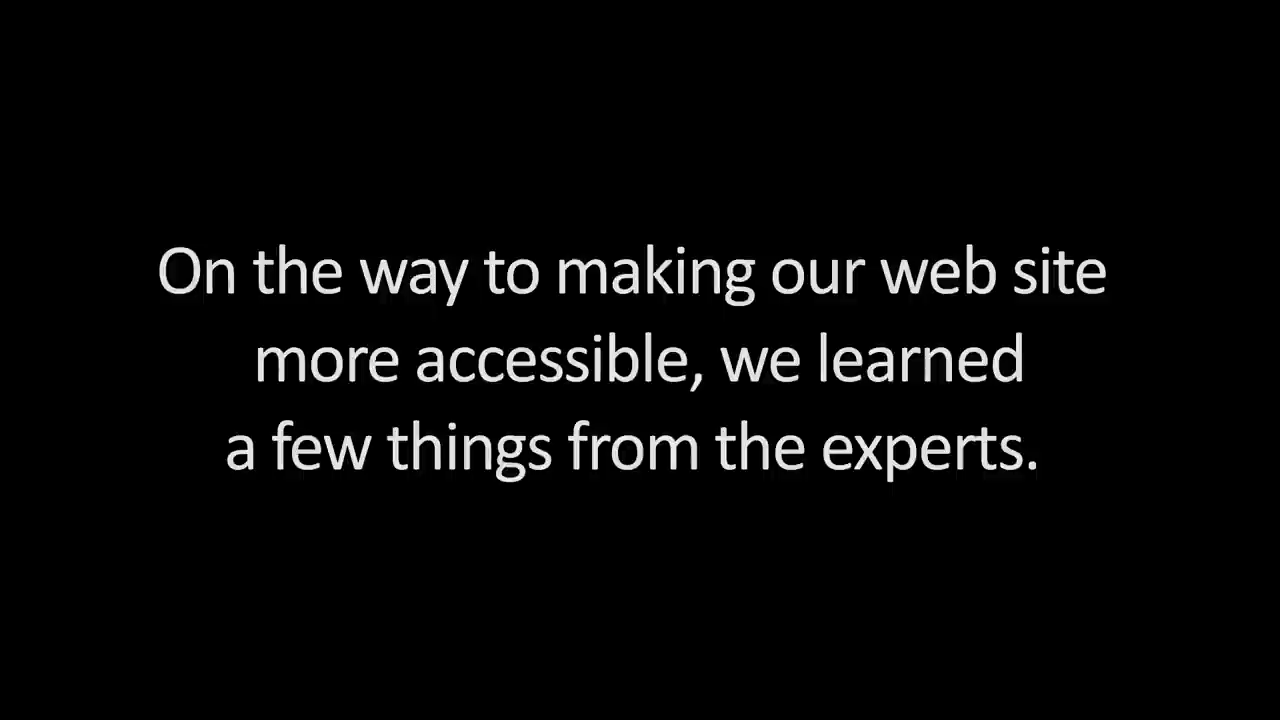 On the way to making our web site
more accessible, we learned
a few things from the experts.